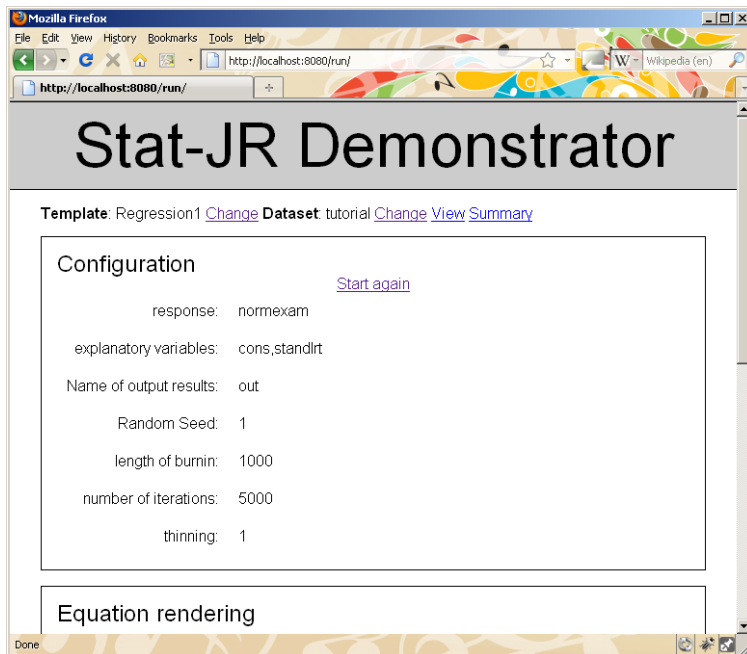 Mozilla Firefox
File Edit View History Bookmarks Tools Help
http://localhost:8080/run/
W Wikipedia (en)
http://localhost:8080/run/
Stat-JR Demonstrator
Template: Regression1 Change Dataset: tutorial Change View Summary
Configuration
Start again
response: normexam
explanatory variables: cons,standlrt
Name of output results: out
Random Seed: 1
length of burnin: 1000
number of iterations: 5000
thinning: 1
Equation rendering
Done